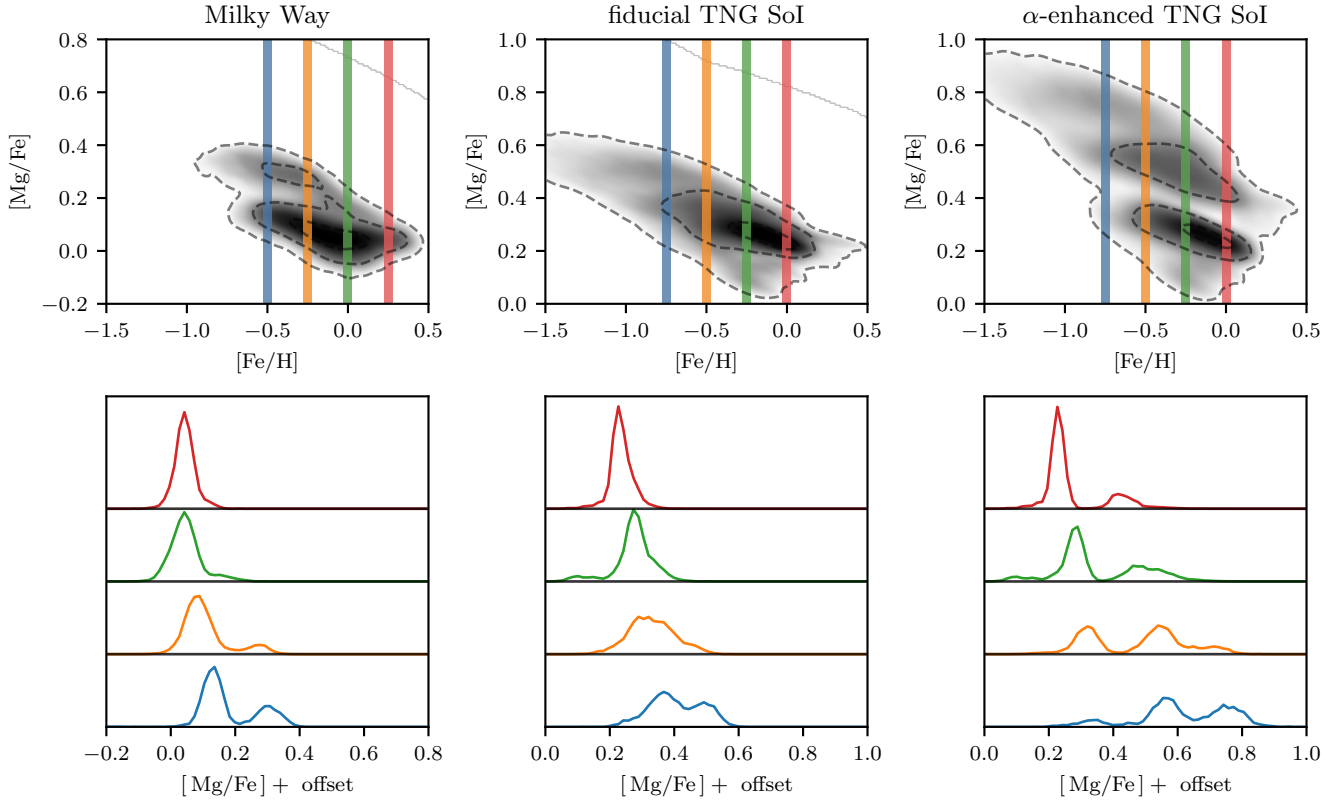 Milky Way
fiducial TNG SoI
α-enhanced TNG SoI
[Mg/Fe]
0.8
0.6
0.4
0.2
0.0
−0.2
−1.5 −1.0 −0.5 0.0 0.5
[Fe/H]
[Mg/Fe]
1.0
0.8
0.6
0.4
0.2
0.0
−1.5 −1.0 −0.5 0.0 0.5
[Fe/H]
[Mg/Fe]
1.0
0.8
0.6
0.4
0.2
0.0
−1.5 −1.0 −0.5 0.0 0.5
[Fe/H]
−0.2 0.0 0.2 0.4 0.6 0.8
[Mg/Fe] + offset
0.0 0.2 0.4 0.6 0.8 1.0
[Mg/Fe] + offset
0.0 0.2 0.4 0.6 0.8 1.0
[Mg/Fe] + offset